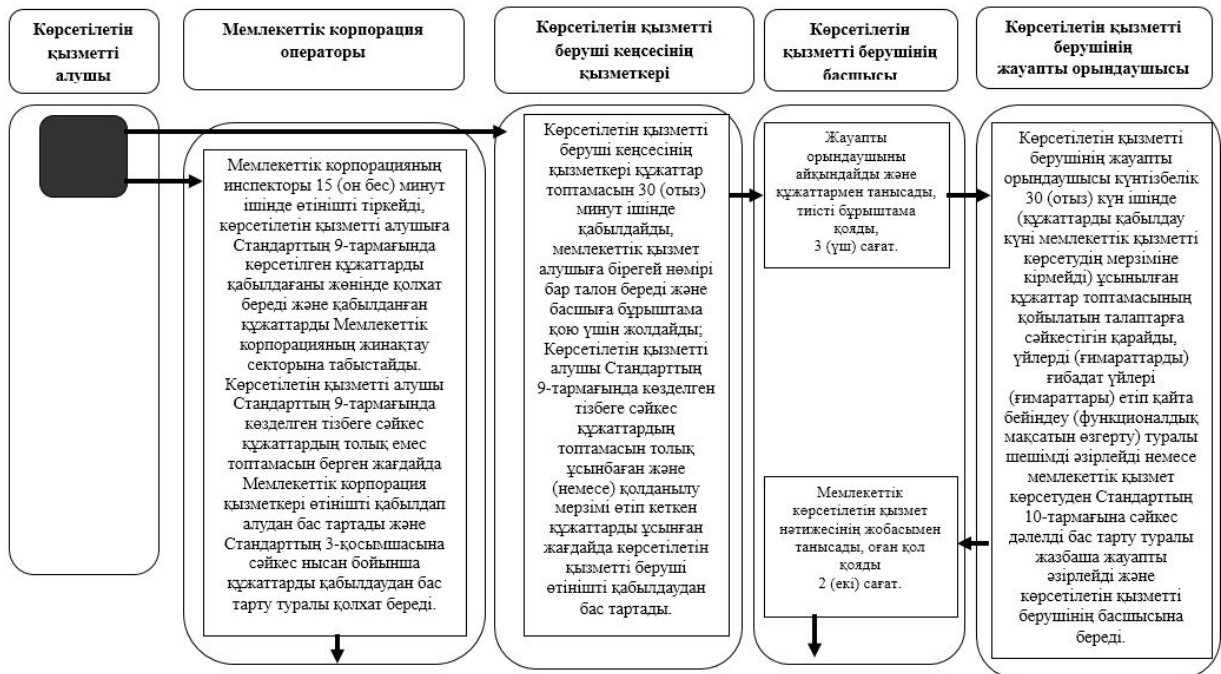 Көрсетілетін
қызметті
алушы
Мемлекеттік корпорация
операторы
Көрсетілетін қызметті
беруші кеңсесінің
қызметкері
Көрсетілетін
қызметті берушінің
басшысы
Көрсетілетін қызметті
берушінің
жауапты орындаушысы
Мемлекеттік корпорацияның
инспекторы 15 (он бес) минут
ішінде өтінішті тіркейді,
көрсетілетін қызметті алушыға
Стандарттың 9-тармағында
көрсетілген құжаттарды
қабылдағаны жөнінде қолхат
береді және қабылданған
құжаттарды Мемлекеттік
корпорацияның жинақтау
секторына табыстайды.
Көрсетілетін қызметті алушы
Стандарттың 9-тармағында
көзделген тізбеге сәйкес
құжаттардың толық емес
топтамасын берген жағдайда
Мемлекеттік корпорация
қызметкері өтінішті қабылдап
алудан бас тартады және
Стандарттың 3-қосымшасына
сәйкес нысан бойынша
құжаттарды қабылдаудан бас
тарту туралы қолхат береді.
Көрсетілетін қызметті
беруші кеңсесінің
қызметкері құжаттар
топтамасын 30 (отыз)
минут ішінде
қабылдайды,
мемлекеттік қызмет
алушыға бірегей нөмірі
бар талон береді және
басшыға бұрыштама
қою үшін жолдайды;
Көрсетілетін қызметті
алушы Стандарттың
9-тармағында көзделген
тізбеге сәйкес
құжаттардың
топтамасын толық
ұсынбаған және
(немесе) қолданылу
мерзімі өтіп кеткен
құжаттарды ұсынған
жағдайда көрсетілетін
қызметті беруші
өтінішті қабылдаудан
бас тартады.
Жауапты
орындаушыны
айқындайды және
құжаттармен танысады,
тиісті бұрыштама
қояды,
3 (үш) сағат.
Мемлекеттік
көрсетілетін қызмет
нәтижесінің жобасымен
танысады, оған қол
қояды
2 (екі) сағат.
Көрсетілетін қызметті
берушінің жауапты
орындаушысы күнтізбелік
30 (отыз) күн ішінде
(құжаттарды қабылдау
күні мемлекеттік қызметті
көрсетудің мерзіміне
кірмейді) ұсынылған
құжаттар топтамасының
қойылатын талаптарға
сәйкестігін қарайды,
үйлерді (ғимараттарды)
ғибадат үйлері
(ғимараттары) етіп қайта
бейіндеу (функционалдық
мақсатын өзгерту) туралы
шешімді әзірлейді немесе
мемлекеттік қызмет
көрсетуден Стандарттың
10-тармағына сәйкес
дәлелді бас тарту туралы
жазбаша жауапты
әзірлейді және
көрсетілетін қызметті
берушінің басшысына
береді.